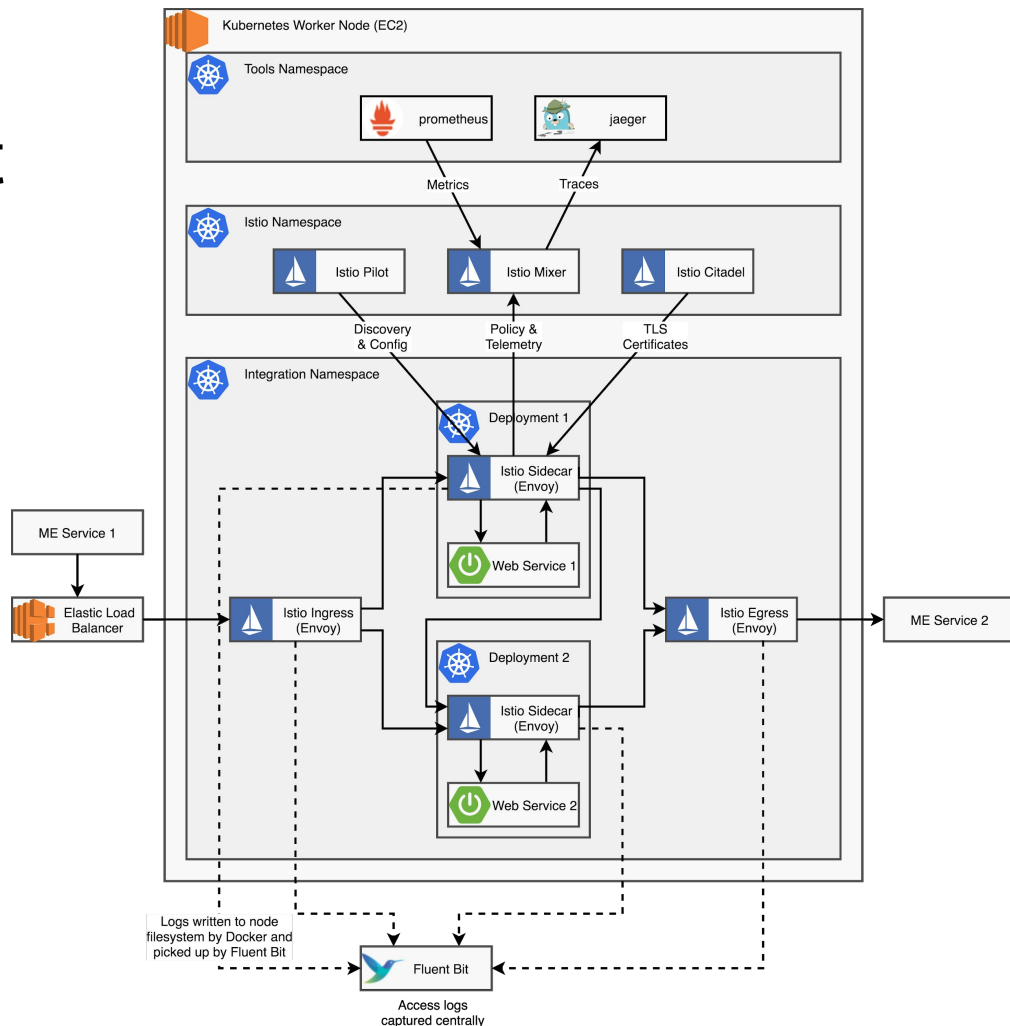 Kubernetes Worker Node (EC2)
Tools Namespace
prometheus
jaeger
Metrics
Traces
Istio Namespace
Istio Pilot
Istio Mixer
Istio Citadel
Discovery
& Config
Policy &
Telemetry
TLS
Certificates
Integration Namespace
Deployment 1
Istio Sidecar
(Envoy)
Web Service 1
ME Service 1
Elastic Load
Balancer
Istio Ingress
(Envoy)
Istio Egress
(Envoy)
ME Service 2
Deployment 2
Istio Sidecar
(Envoy)
Web Service 2
Logs written to node
filesystem by Docker and
picked up by Fluent Bit
Fluent Bit
Access logs
captured centrally